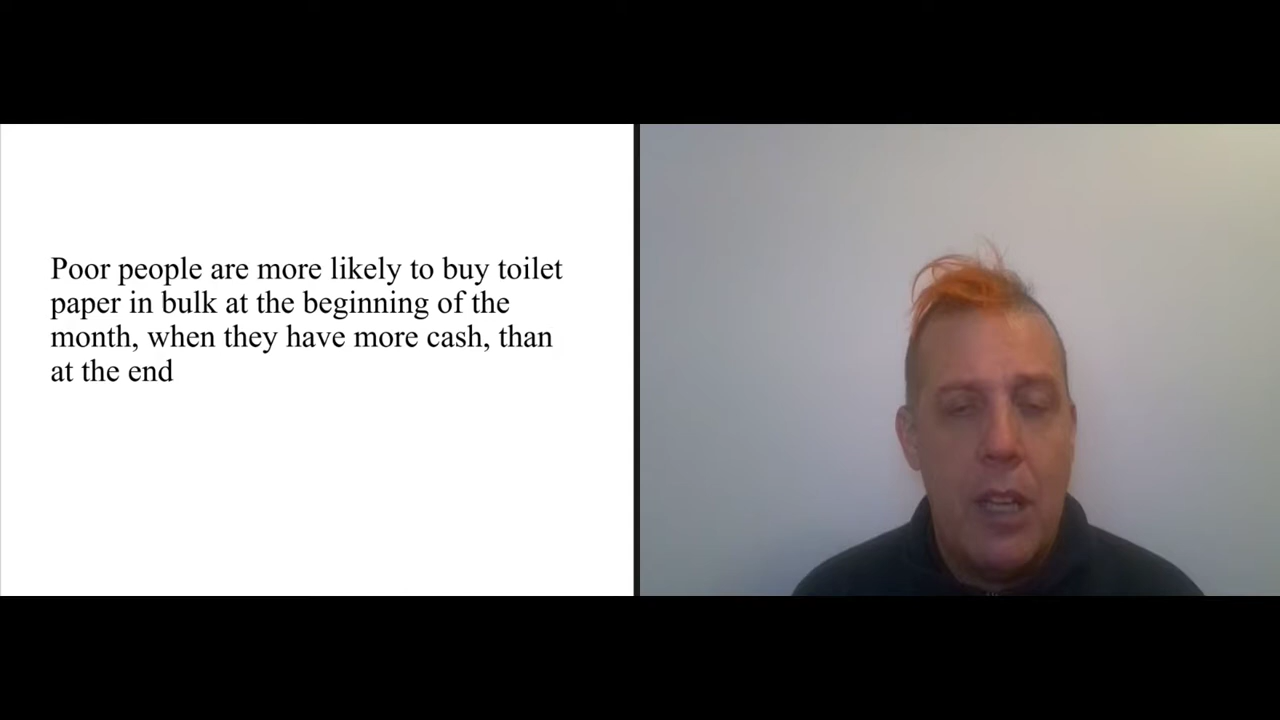 Poor people are more likely to buy toilet
paper in bulk at the beginning of the
month, when they have more cash, than
at the end